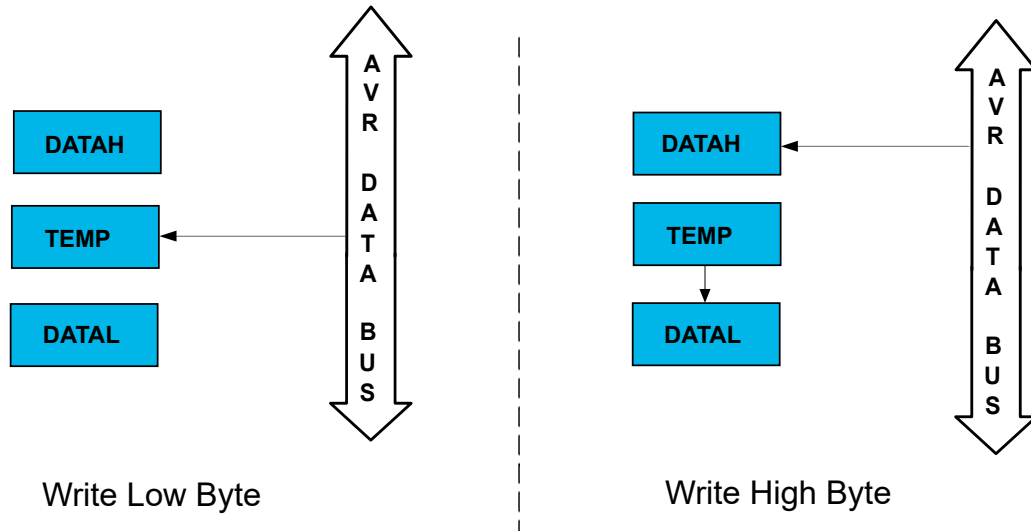 DATAH
TEMP
DATAL
AVR DATA BUS
Write Low Byte
DATAH
TEMP
DATAL
AVR DATA BUS
Write High Byte